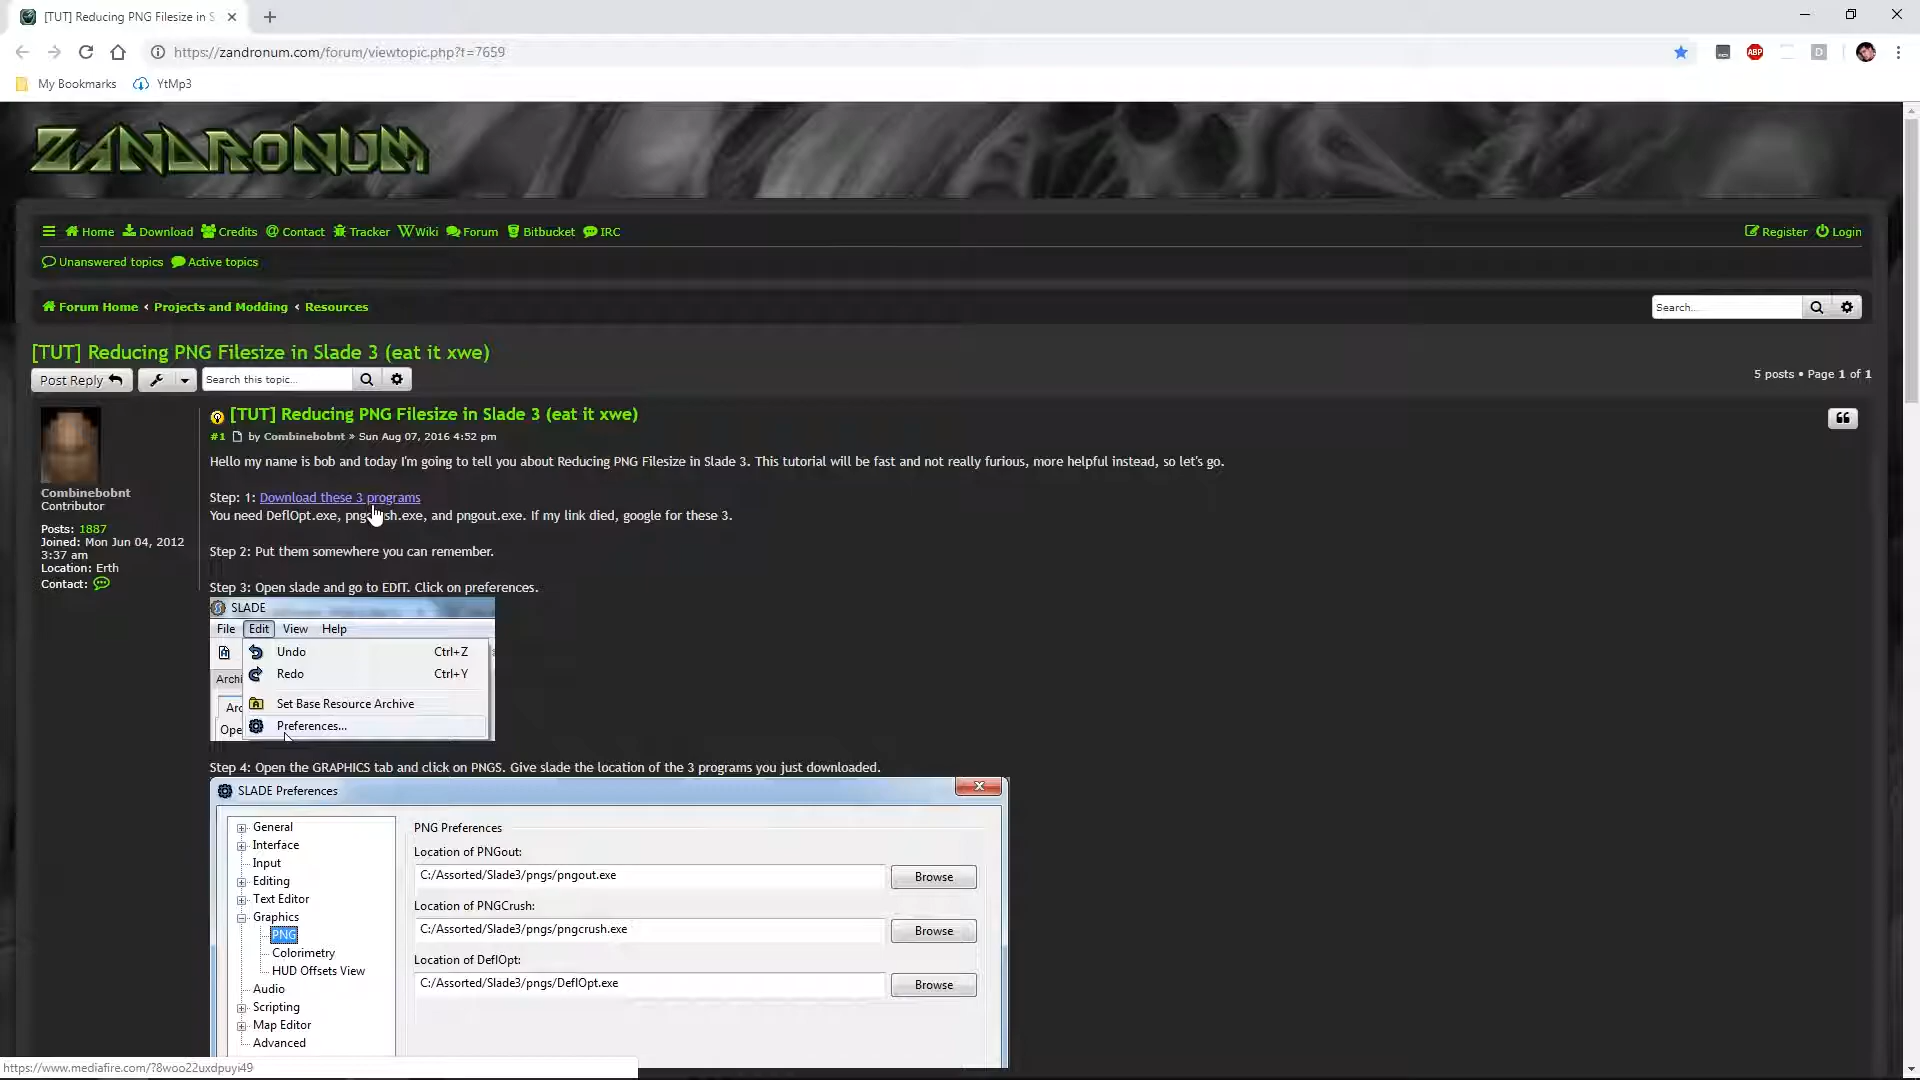 [TUT] Reducing PNG Filesize in S
https://zandronum.com/forum/viewtopic.php?t=7659
ABP
D
My Bookmarks YtMp3
ZANDRONUM
Home Download Credits Contact Tracker Wiki Forum Bitbucket IRC
Register Login
Unanswered topics Active topics
Forum Home ‹ Projects and Modding ‹ Resources
Search…
[TUT] Reducing PNG Filesize in Slade 3 (eat it xwe)
Post Reply
Search this topic…
5 posts • Page 1 of 1
[TUT] Reducing PNG Filesize in Slade 3 (eat it xwe)
#1 by Combinebobnt » Sun Aug 07, 2016 4:52 pm
Combinebobnt
Contributor
Posts: 1887
Joined: Mon Jun 04, 2012
3:37 am
Location: Erth
Contact:
Hello my name is bob and today I'm going to tell you about Reducing PNG Filesize in Slade 3. This tutorial will be fast and not really furious, more helpful instead, so let's go.
Step: 1: Download these 3 programs
You need DeflOpt.exe, pngcrush.exe, and pngout.exe. If my link died, google for these 3.
Step 2: Put them somewhere you can remember.
Step 3: Open slade and go to EDIT. Click on preferences.
SLADE
File Edit View Help
Undo Ctrl+Z
Redo Ctrl+Y
Archi
Set Base Resource Archive
Arc
Ope
Preferences...
Step 4: Open the GRAPHICS tab and click on PNGS. Give slade the location of the 3 programs you just downloaded.
SLADE Preferences
General
Interface
Input
Editing
Text Editor
Graphics
PNG
Colorimetry
HUD Offsets View
Audio
Scripting
Map Editor
Advanced
PNG Preferences
Location of PNGout:
C:/Assorted/Slade3/pngs/pngout.exe Browse
Location of PNGCrush:
C:/Assorted/Slade3/pngs/pngcrush.exe Browse
Location of DeflOpt:
C:/Assorted/Slade3/pngs/DeflOpt.exe Browse
https://www.mediafire.com/?8woo22uxdpuyi49